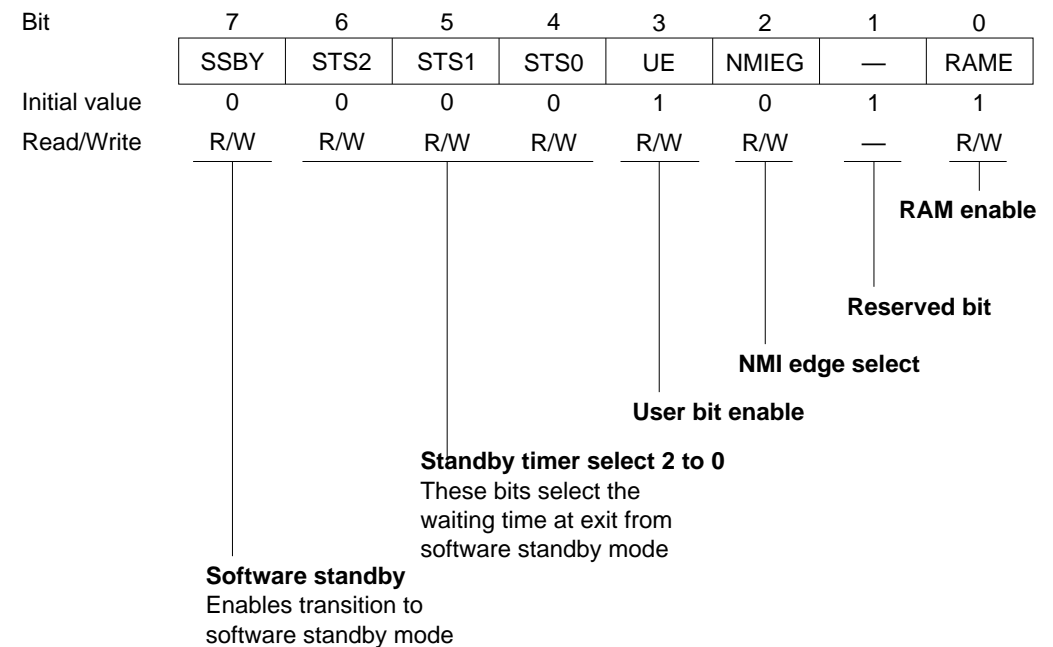 Bit 7 6 5 4 3 2 1 0
SSBY STS2 STS1 STS0 UE NMIEG — RAME
Initial value 0 0 0 0 1 0 1 1
Read/Write R/W R/W R/W R/W R/W R/W — R/W
RAM enable
Reserved bit
NMI edge select
User bit enable
Standby timer select 2 to 0
These bits select the
waiting time at exit from
software standby mode
Software standby
Enables transition to
software standby mode